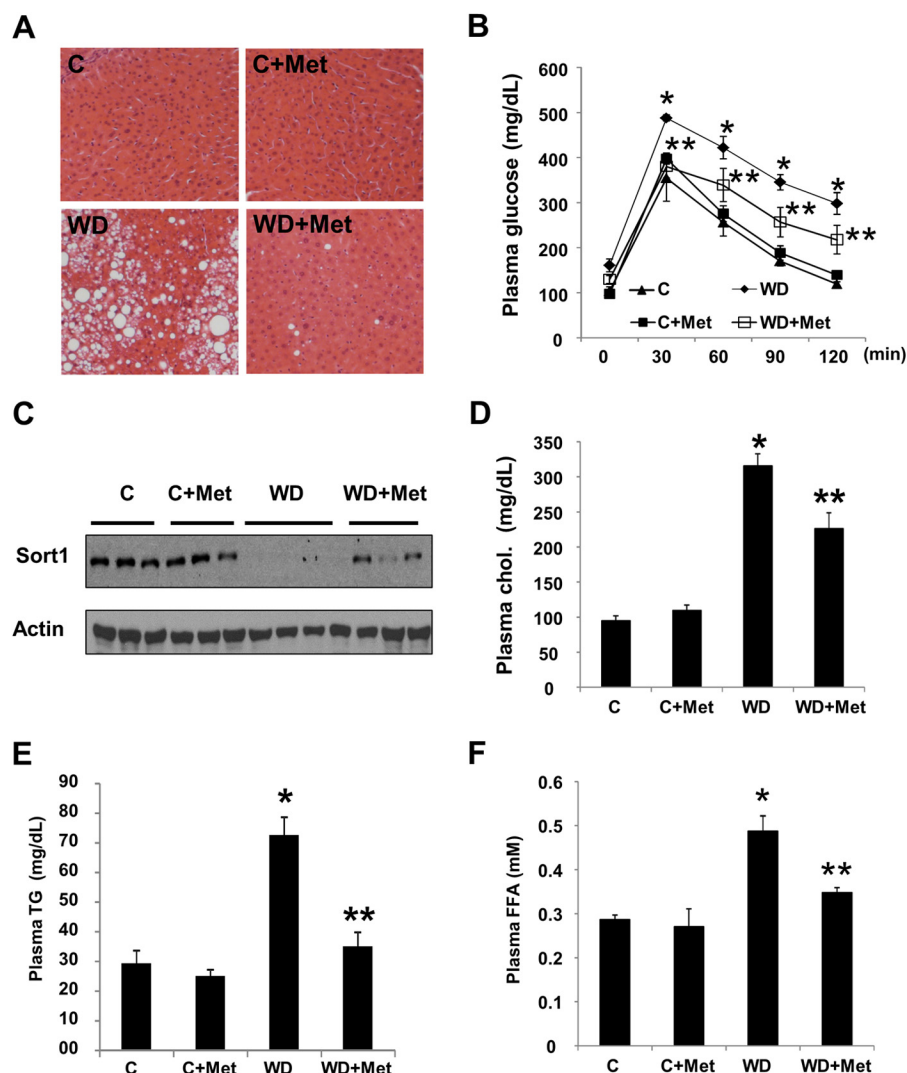 A
C
C+Met
WD
WD+Met
B
Plasma glucose (mg/dL)
600
500
400
300
200
100
0
*
*
*
*
**
**
**
**
C
WD
C+Met
WD+Met
0 30 60 90 120 (min)
C
C C+Met WD WD+Met
Sort1
Actin
D
Plasma chol. (mg/dL)
350
300
250
200
150
100
50
0
*
**
C C+Met WD WD+Met
E
Plasma TG (mg/dL)
90
80
70
60
50
40
30
20
10
00
*
**
C C+Met WD WD+Met
F
Plasma FFA (mM)
0.6
0.5
0.4
0.3
0.2
0.1
0
*
**
C C+Met WD WD+Met